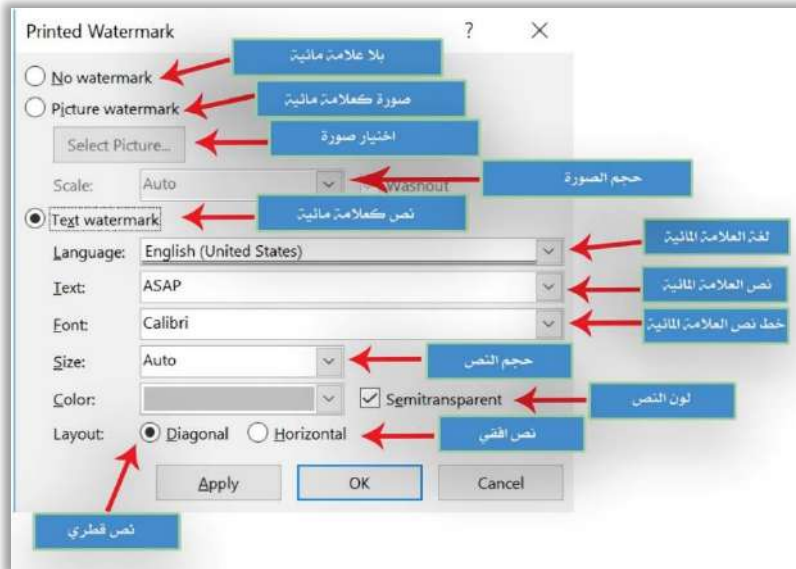 Printed Watermark ? ×
بلا علامة مائية
No watermark
صورة كعلامة مائية
Picture watermark
اختيار صورة
Select Picture...
حجم الصورة
Scale: Auto Washout
نص كعلامة مائية
Text watermark
لغة العلامة المائية
Language: English (United States)
نص العلامة المائية
Text: ASAP
خط نص العلامة المائية
Font: Calibri
حجم النص
Size: Auto
لون النص
Color: Semitransparent
نص افقي
Layout: Diagonal Horizontal
Apply OK Cancel
نص قطري